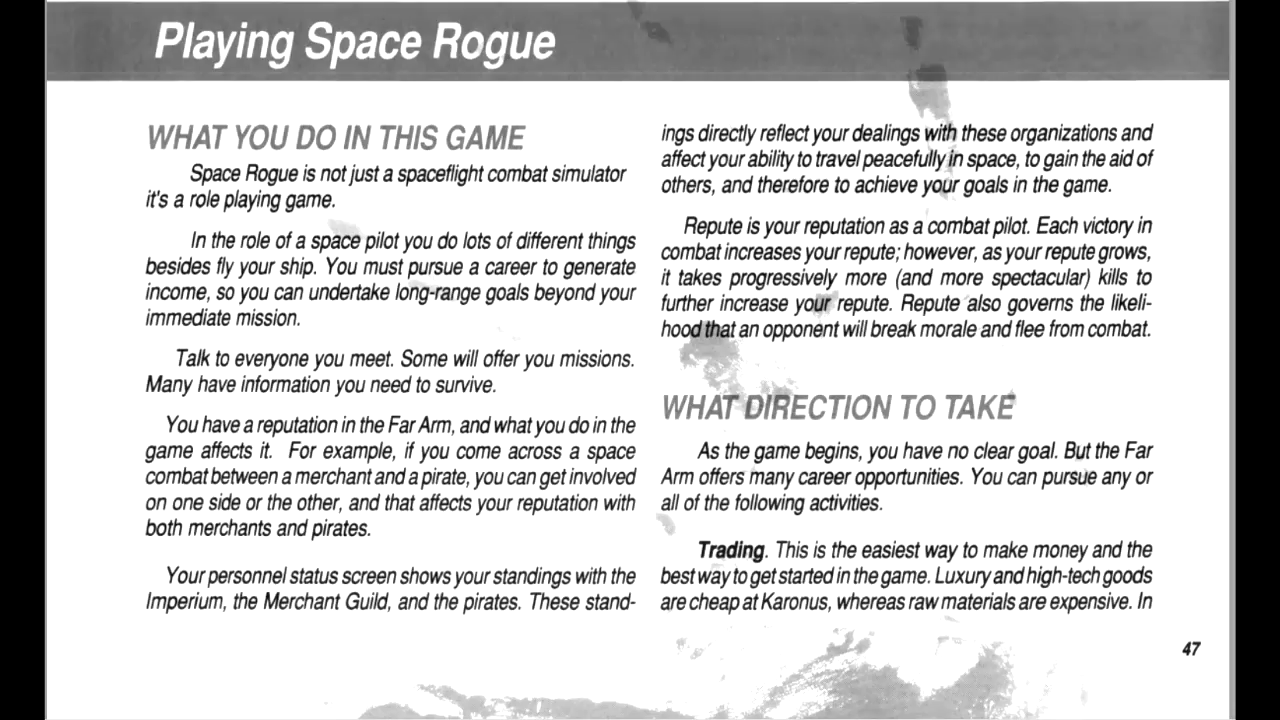 Playing Space Rogue
WHAT YOU DO IN THIS GAME
Space Rogue is not just a spaceflight combat simulator
it's a role playing game.
In the role of a space pilot you do lots of different things
besides fly your ship. You must pursue a career to generate
income, so you can undertake long-range goals beyond your
immediate mission.
Talk to everyone you meet. Some will offer you missions.
Many have information you need to survive.
You have a reputation in the Far Arm, and what you do in the
game affects it. For example, if you come across a space
combat between a merchant and a pirate, you can get involved
on one side or the other, and that affects your reputation with
both merchants and pirates.
Your personnel status screen shows your standings with the
Imperium, the Merchant Guild, and the pirates. These stand-
ings directly reflect your dealings with these organizations and
affect your ability to travel peacefully in space, to gain the aid of
others, and therefore to achieve your goals in the game.
Repute is your reputation as a combat pilot. Each victory in
combat increases your repute; however, as your repute grows,
it takes progressively more (and more spectacular) kills to
further increase your repute. Repute also governs the likeli-
hood that an opponent will break morale and flee from combat.
WHAT DIRECTION TO TAKE
As the game begins, you have no clear goal. But the Far
Arm offers many career opportunities. You can pursue any or
all of the following activities.
Trading. This is the easiest way to make money and the
best way to get started in the game. Luxury and high-tech goods
are cheap at Karonus, whereas raw materials are expensive. In
47